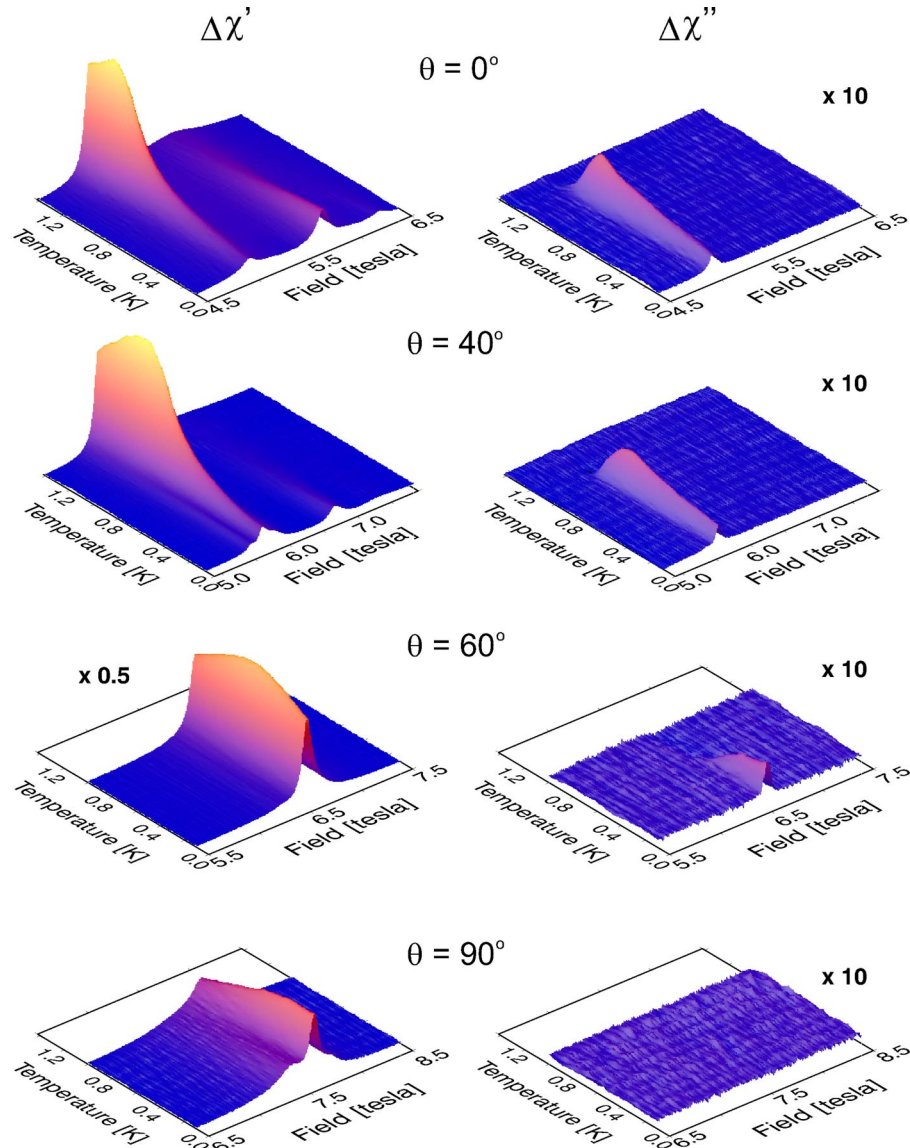 Δχ' Δχ''
θ = 0°
x 10
1.2 0.8 0.4 0.0
Temperature [K]
4.5 5.5 6.5
Field [tesla]
1.2 0.8 0.4 0.0
Temperature [K]
4.5 5.5 6.5
Field [tesla]
θ = 40°
x 10
1.2 0.8 0.4 0.0
Temperature [K]
5.0 6.0 7.0
Field [tesla]
1.2 0.8 0.4 0.0
Temperature [K]
5.0 6.0 7.0
Field [tesla]
θ = 60°
x 0.5
x 10
1.2 0.8 0.4 0.0
Temperature [K]
5.5 6.5 7.5
Field [tesla]
1.2 0.8 0.4 0.0
Temperature [K]
5.5 6.5 7.5
Field [tesla]
θ = 90°
x 10
1.2 0.8 0.4 0.0
Temperature [K]
6.5 7.5 8.5
Field [tesla]
1.2 0.8 0.4 0.0
Temperature [K]
6.5 7.5 8.5
Field [tesla]